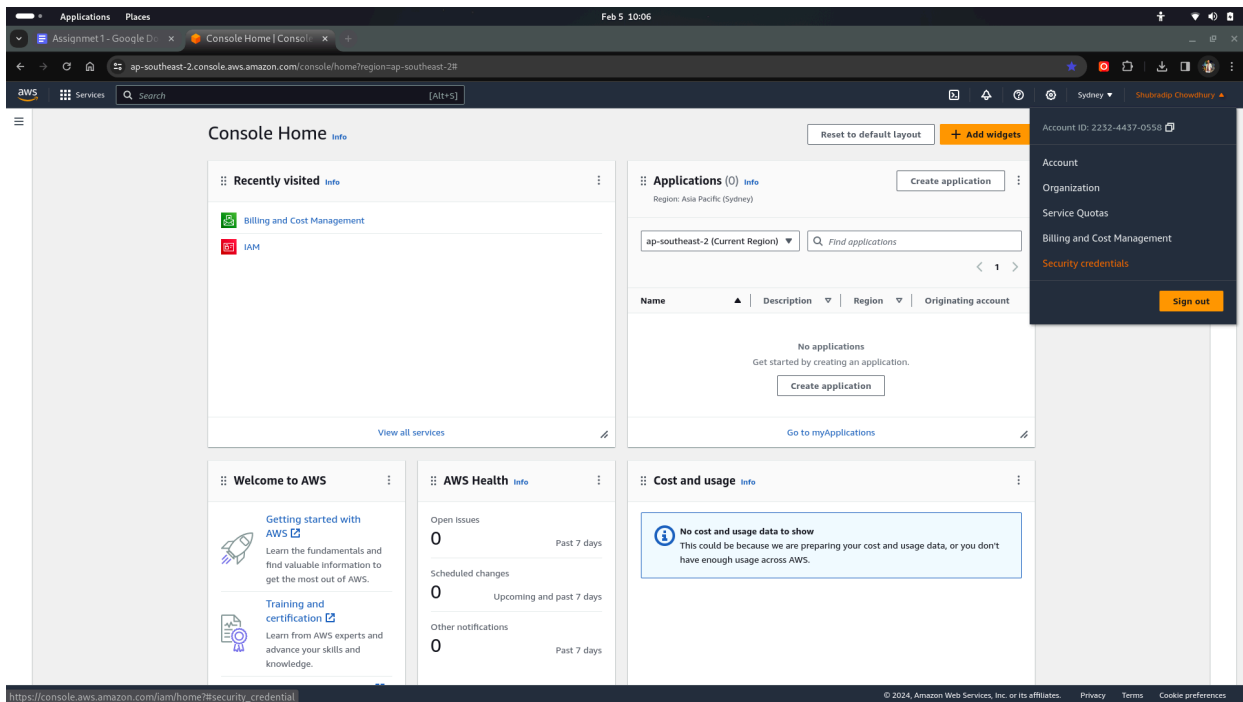 Applications Places
Feb 5 10:06
Assignmet 1 - Google Do
Console Home | Consol
ap-southeast-2.console.aws.amazon.com/console/home?region=ap-southeast-2#
aws
Services
Search [Alt+S]
Sydney
Shubradip Chowdhury
Account ID: 2232-4437-0558
Account
Organization
Service Quotas
Billing and Cost Management
Security credentials
Sign out
Console Home Info
Reset to default layout
+ Add widgets
Recently visited Info
Billing and Cost Management
IAM
View all services
Applications (0) Info
Region: Asia Pacific (Sydney)
Create application
ap-southeast-2 (Current Region)
Find applications
1
Name Description Region Originating account
No applications
Get started by creating an application.
Create application
Go to myApplications
Welcome to AWS
Getting started with
AWS
Learn the fundamentals and
find valuable information to
get the most out of AWS.
Training and
certification
Learn from AWS experts and
advance your skills and
knowledge.
AWS Health Info
Open issues
0 Past 7 days
Scheduled changes
0 Upcoming and past 7 days
Other notifications
0 Past 7 days
Cost and usage Info
No cost and usage data to show
This could be because we are preparing your cost and usage data, or you don't
have enough usage across AWS.
https://console.aws.amazon.com/iam/home?#security_credential
© 2024, Amazon Web Services, Inc. or its affiliates. Privacy Terms Cookie preferences